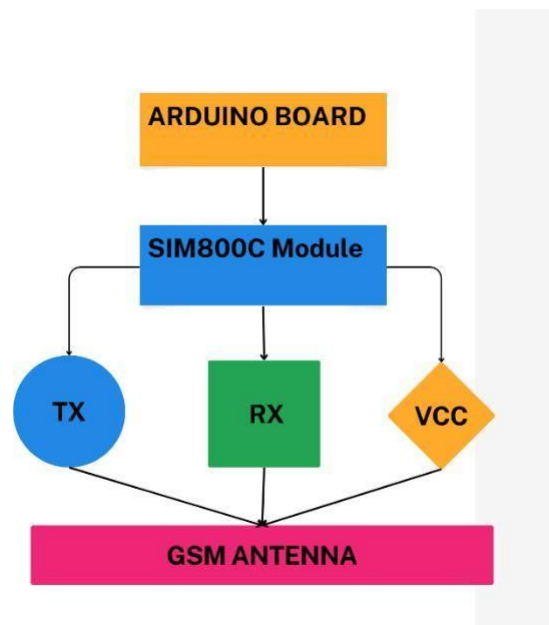 ARDUINO BOARD
SIM800C Module
TX
RX
VCC
GSM ANTENNA